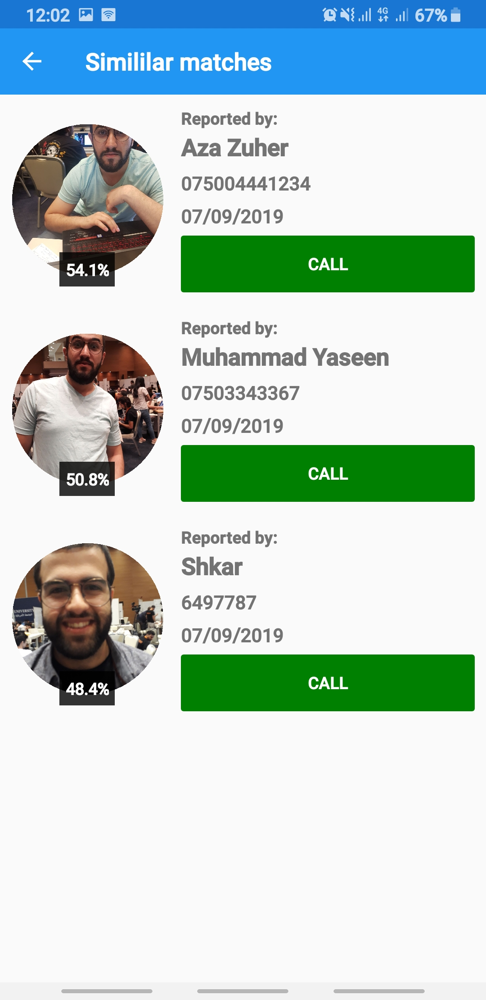 12:02 4G 67%
Simililar matches
Reported by:
Aza Zuher
075004441234
07/09/2019
54.1%
CALL
Reported by:
Muhammad Yaseen
07503343367
07/09/2019
50.8%
CALL
Reported by:
Shkar
6497787
UNIVERSITY
07/09/2019
48.4%
CALL